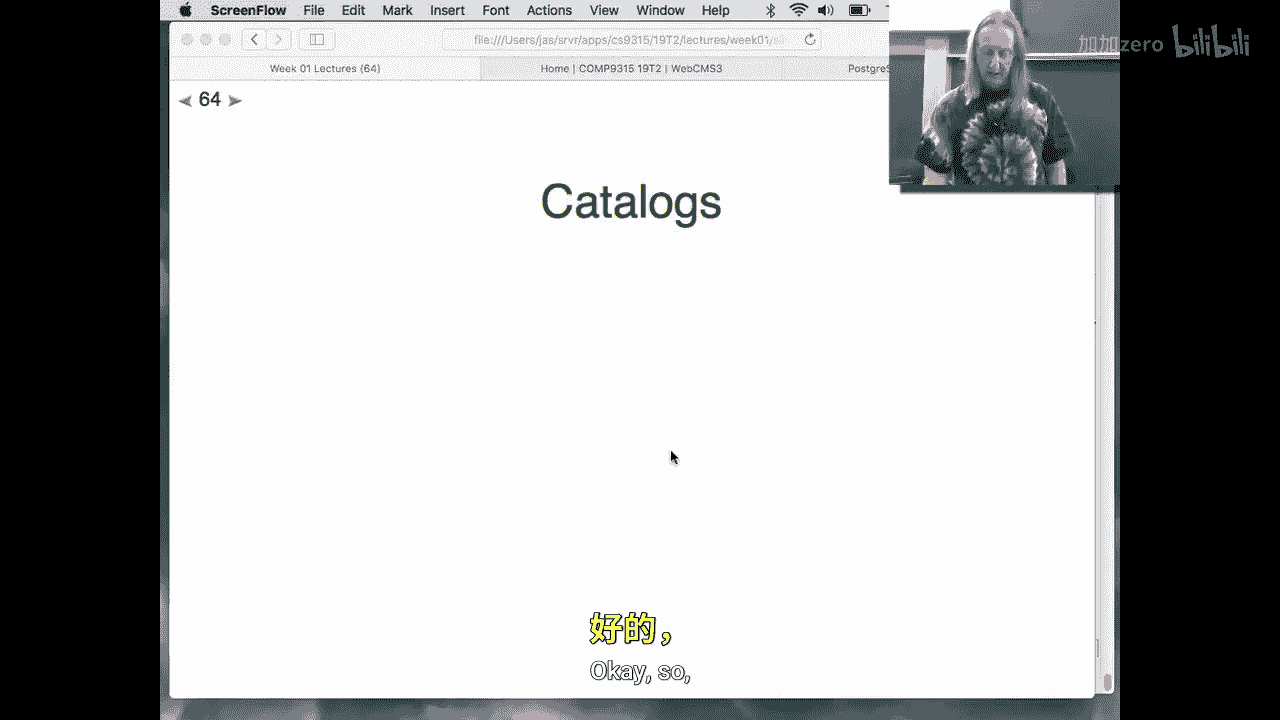 ScreenFlow File Edit Mark Insert Font Actions View Window Help
file:///Users/jas/srvr/apps/cs9315/19T2/lectures/week01/
Week 01 Lectures (64)
Home | COMP9315 19T2 | WebCMS3
加加zero bilibili
64
Catalogs
好的，
Okay, so,